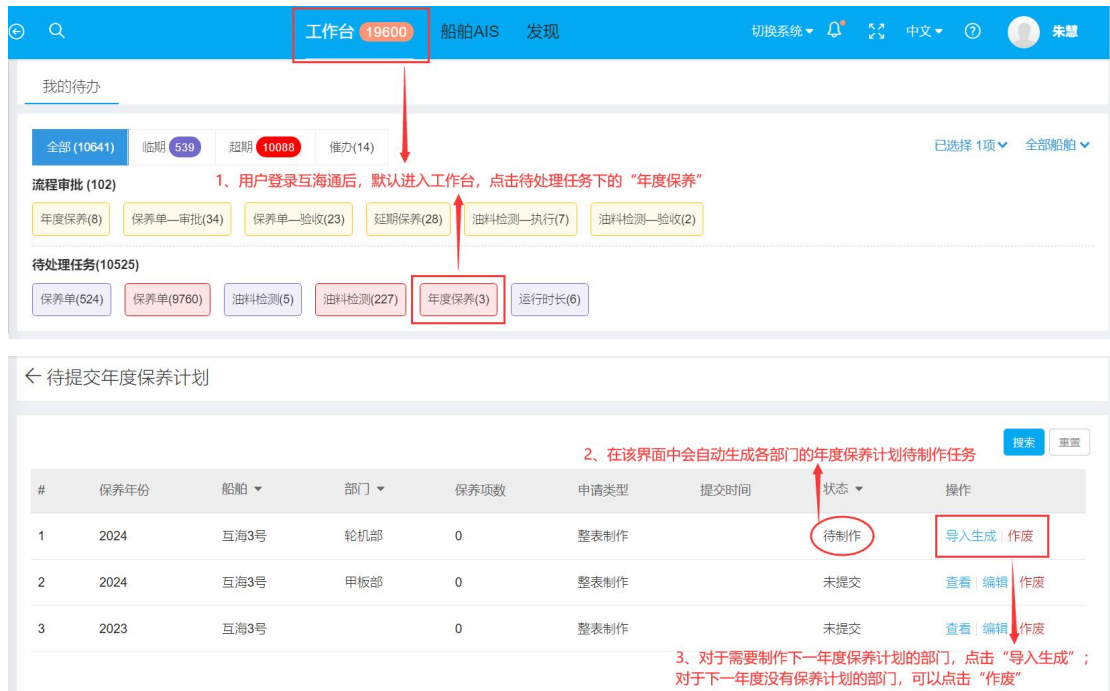 工作台 19600 船舶AIS 发现 切换系统 中文 朱慧
我的待办
全部(10641) 临期 539 超期 10088 催办(14) 已选择 1项 全部船舶
1、用户登录互海通后，默认进入工作台，点击待处理任务下的“年度保养”
流程审批 (102)
年度保养(8) 保养单—审批(34) 保养单—验收(23) 延期保养(28) 油料检测—执行(7) 油料检测—验收(2)
待处理任务(10525)
保养单(524) 保养单(9760) 油料检测(5) 油料检测(227) 年度保养(3) 运行时长(6)
待提交年度保养计划
搜索 重置
2、在该界面中会自动生成各部门的年度保养计划待制作任务
# 保养年份 船舶 部门 保养项数 申请类型 提交时间 状态 操作
1 2024 互海3号 轮机部 0 整表制作 待制作 导入生成 | 作废
2 2024 互海3号 甲板部 0 整表制作 未提交 查看 | 编辑 | 作废
3 2023 互海3号 0 整表制作 未提交 查看 | 编辑 | 作废
3、对于需要制作下一年度保养计划的部门，点击“导入生成”；
对于下一年度没有保养计划的部门，可以点击“作废”